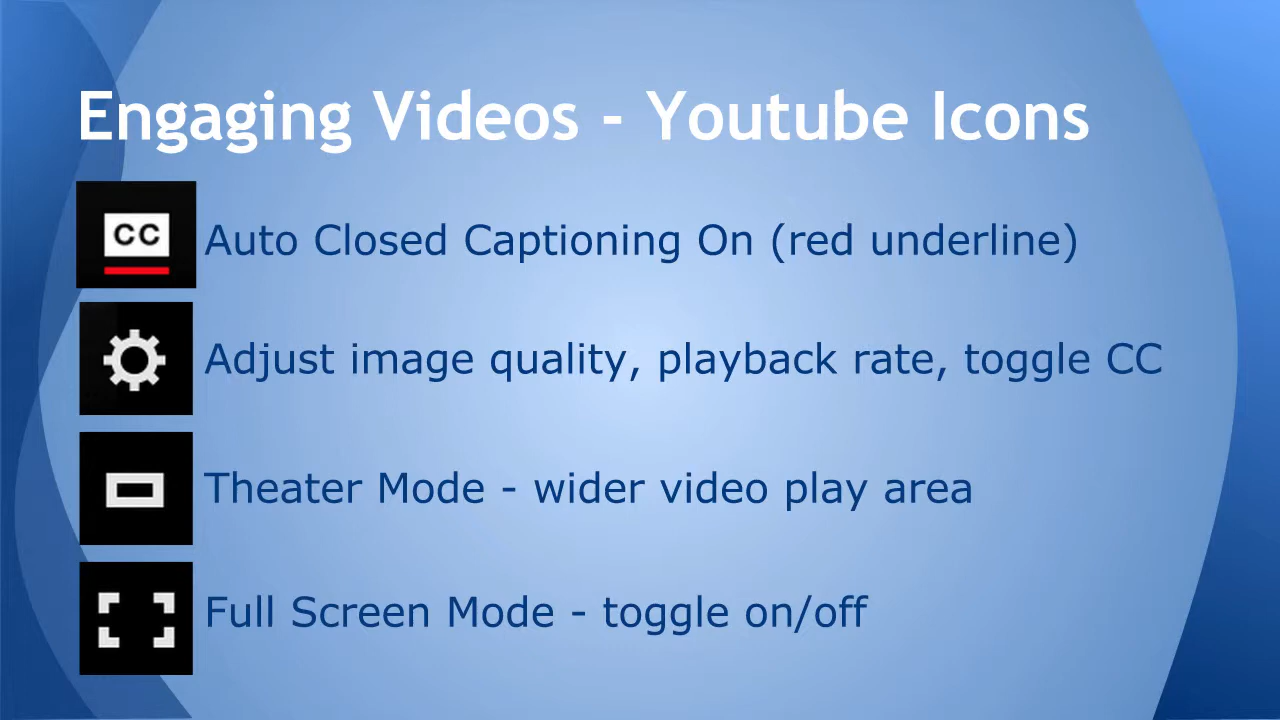 Engaging Videos - Youtube Icons
CC Auto Closed Captioning On (red underline)
Adjust image quality, playback rate, toggle CC
Theater Mode - wider video play area
Full Screen Mode - toggle on/off